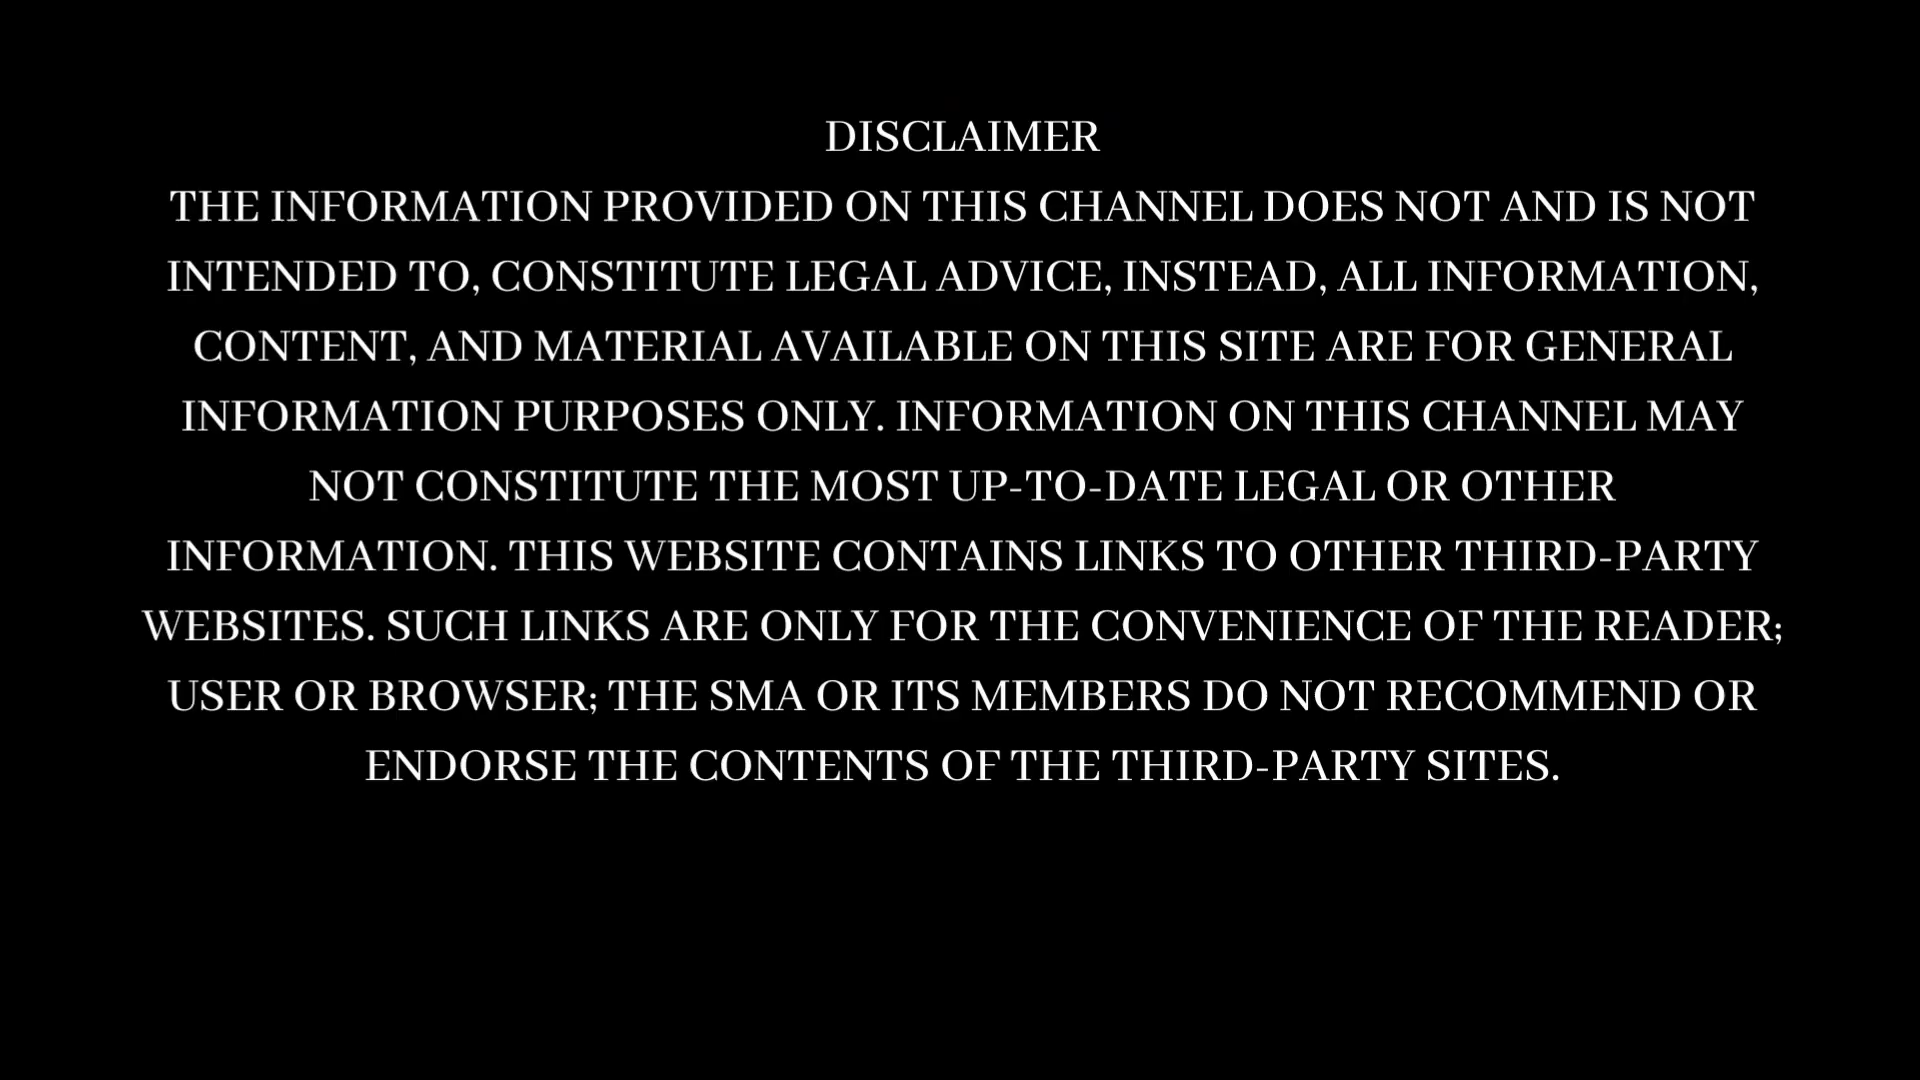 DISCLAIMER
THE INFORMATION PROVIDED ON THIS CHANNEL DOES NOT AND IS NOT
INTENDED TO, CONSTITUTE LEGAL ADVICE, INSTEAD, ALL INFORMATION,
CONTENT, AND MATERIAL AVAILABLE ON THIS SITE ARE FOR GENERAL
INFORMATION PURPOSES ONLY. INFORMATION ON THIS CHANNEL MAY
NOT CONSTITUTE THE MOST UP-TO-DATE LEGAL OR OTHER
INFORMATION. THIS WEBSITE CONTAINS LINKS TO OTHER THIRD-PARTY
WEBSITES. SUCH LINKS ARE ONLY FOR THE CONVENIENCE OF THE READER;
USER OR BROWSER; THE SMA OR ITS MEMBERS DO NOT RECOMMEND OR
ENDORSE THE CONTENTS OF THE THIRD-PARTY SITES.